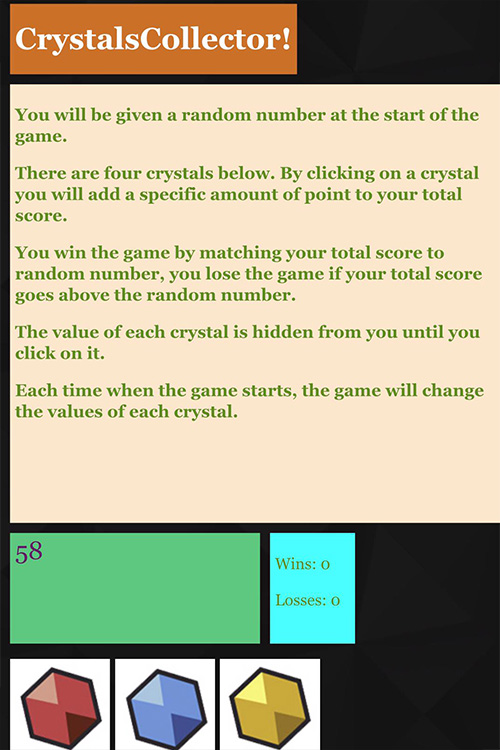 CrystalsCollector!
You will be given a random number at the start of the
game.
There are four crystals below. By clicking on a crystal
you will add a specific amount of point to your total
score.
You win the game by matching your total score to
random number, you lose the game if your total score
goes above the random number.
The value of each crystal is hidden from you until you
click on it.
Each time when the game starts, the game will change
the values of each crystal.
58
Wins: 0
Losses: 0